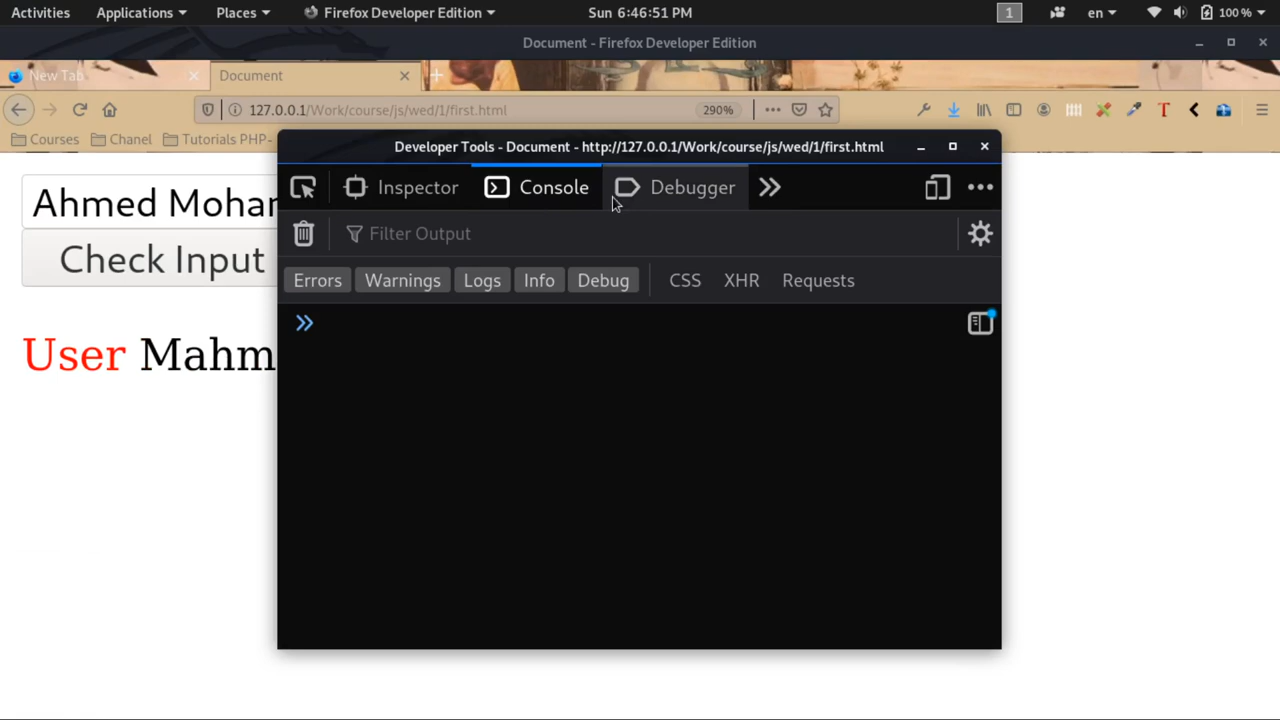 Activities Applications Places Firefox Developer Edition Sun 6:46:51 PM 1 en 100 %
Document - Firefox Developer Edition
New Tab Document
127.0.0.1/Work/course/js/wed/1/first.html 290%
Courses Chanel Tutorials PHP-
Developer Tools - Document - http://127.0.0.1/Work/course/js/wed/1/first.html
Inspector Console Debugger
Ahmed Mohan
Filter Output
Check Input
Errors Warnings Logs Info Debug CSS XHR Requests
User Mahm